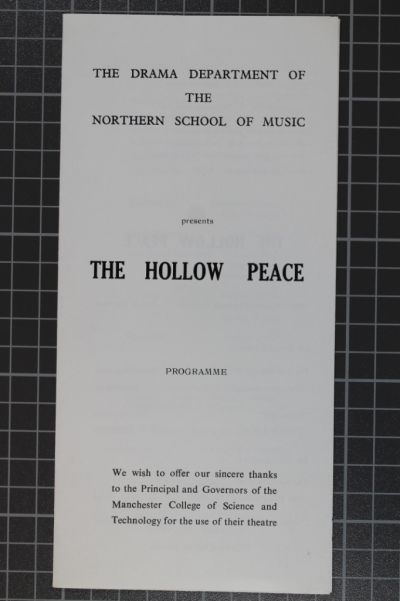 THE DRAMA DEPARTMENT OF
THE
NORTHERN SCHOOL OF MUSIC
presents
THE HOLLOW PEACE
PROGRAMME
We wish to offer our sincere thanks
to the Principal and Governors of the
Manchester College of Science and
Technology for the use of their theatre